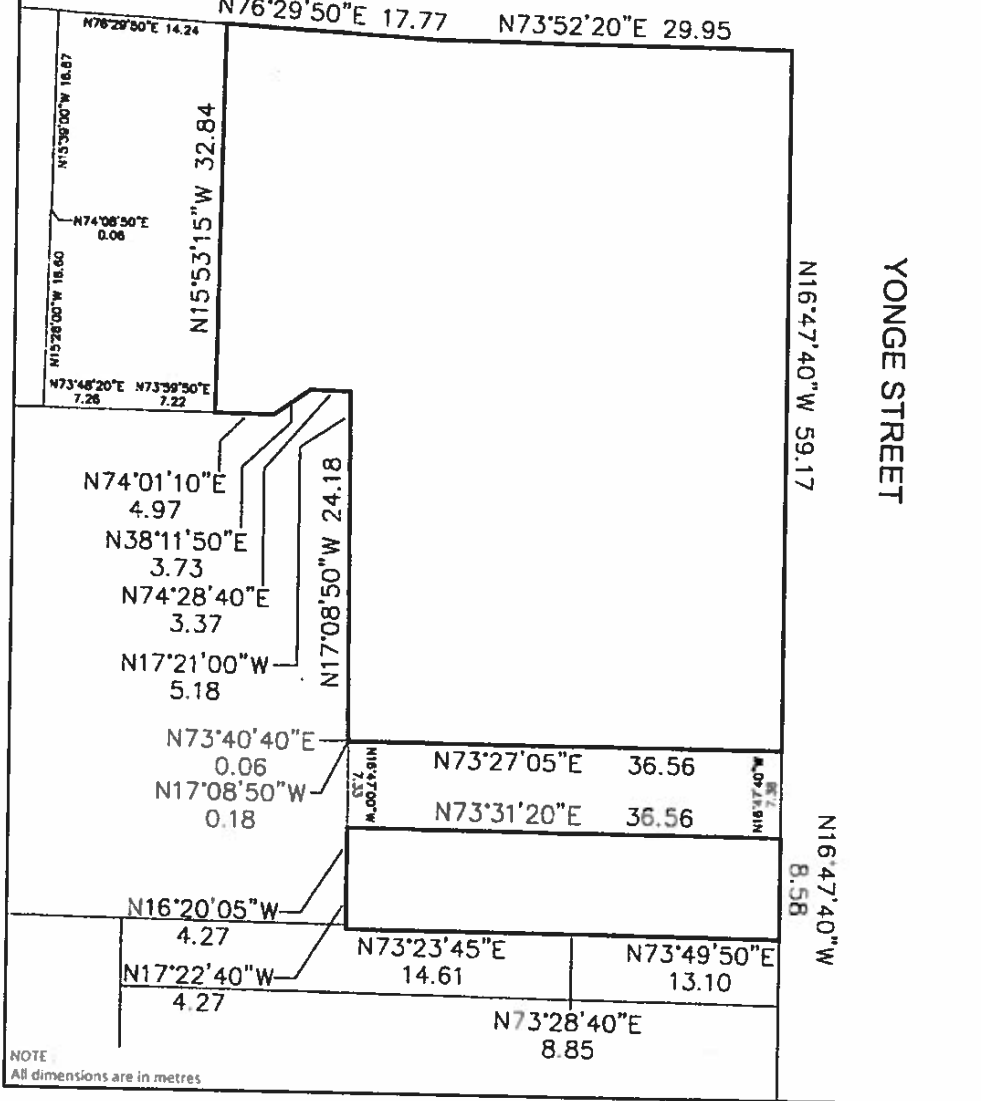 N76°29'50"E 17.77
N73°52'20"E 29.95
N76°29'50"E 14.24
N15°39'00"W 16.67
N15°53'15"W 32.84
N74°08'50"E
0.06
N15°28'00"W 16.60
N73°48'20"E
7.26
N73°59'50"E
7.22
YONGE STREET
N16°47'40"W 59.17
N74°01'10"E
4.97
N38°11'50"E
3.73
N74°28'40"E
3.37
N17°21'00"W
5.18
N17°08'50"W 24.18
N73°40'40"E
0.06
N17°08'50"W
0.18
N16°47'00"W
7.33
N73°27'05"E 36.56
N73°31'20"E 36.56
N16°47'40"W
N16°47'40"W
8.58
N16°20'05"W
4.27
N17°22'40"W
4.27
N73°23'45"E
14.61
N73°49'50"E
13.10
N73°28'40"E
8.85
NOTE
All dimensions are in metres